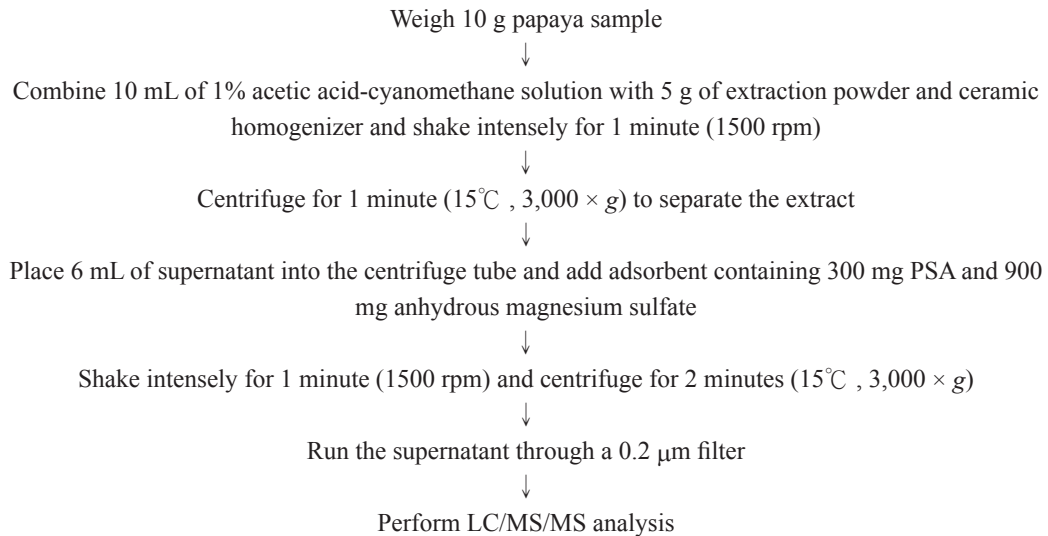 Weigh 10 g papaya sample
↓
Combine 10 mL of 1% acetic acid-cyanomethane solution with 5 g of extraction powder and ceramic
homogenizer and shake intensely for 1 minute (1500 rpm)
↓
Centrifuge for 1 minute (15℃ , 3,000 × g) to separate the extract
↓
Place 6 mL of supernatant into the centrifuge tube and add adsorbent containing 300 mg PSA and 900
mg anhydrous magnesium sulfate
↓
Shake intensely for 1 minute (1500 rpm) and centrifuge for 2 minutes (15℃ , 3,000 × g)
↓
Run the supernatant through a 0.2 μm filter
↓
Perform LC/MS/MS analysis